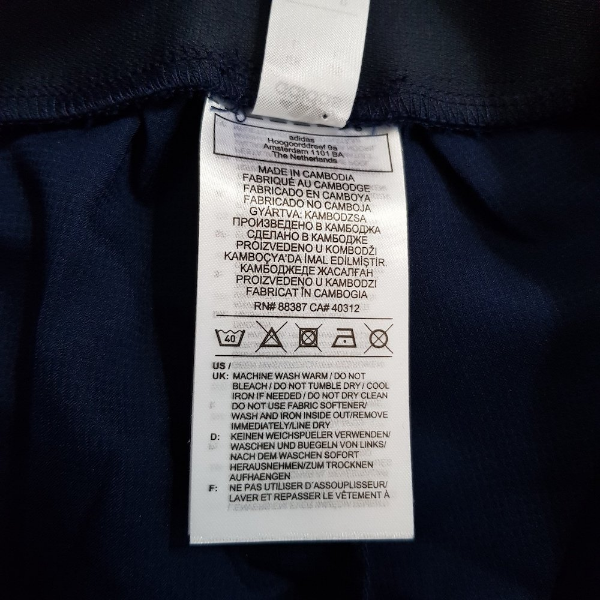 adidas
Hoogoorddreef 9a
Amsterdam 1101 BA
The Netherlands
MADE IN CAMBODIA
FABRIQUÉ AU CAMBODGE
FABRICADO EN CAMBOYA
FABRICADO NO CAMBOJA
GYÁRTVA: KAMBODZSA
ПРОИЗВЕДЕНО В КАМБОДЖА
СДЕЛАНО В КАМБОДЖЕ
PRÓIZVEDENO U KOMBODŽI
KAMBOÇYA'DA İMAL EDİLMİŞTİR.
КАМБОДЖЕДЕ ЖАСАЛҒАН
PROIZVEDENO U KAMBODZI
FABRICAT ÎN CAMBOGIA
RN# 88387 CA# 40312
40
US /
UK: MACHINE WASH WARM / DO NOT
BLEACH / DO NOT TUMBLE DRY / COOL
IRON IF NEEDED / DO NOT DRY CLEAN
DO NOT USE FABRIC SOFTENER/
WASH AND IRON INSIDE OUT/REMOVE
IMMEDIATELY/LINE DRY
D: KEINEN WEICHSPUELER VERWENDEN/
WASCHEN UND BUEGELN VON LINKS/
NACH DEM WASCHEN SOFORT
HERAUSNEHMEN/ZUM TROCKNEN
AUFHAENGEN
F: NE PAS UTILISER D'ASSOUPLISSEUR/
LAVER ET REPASSER LE VÊTEMENT À